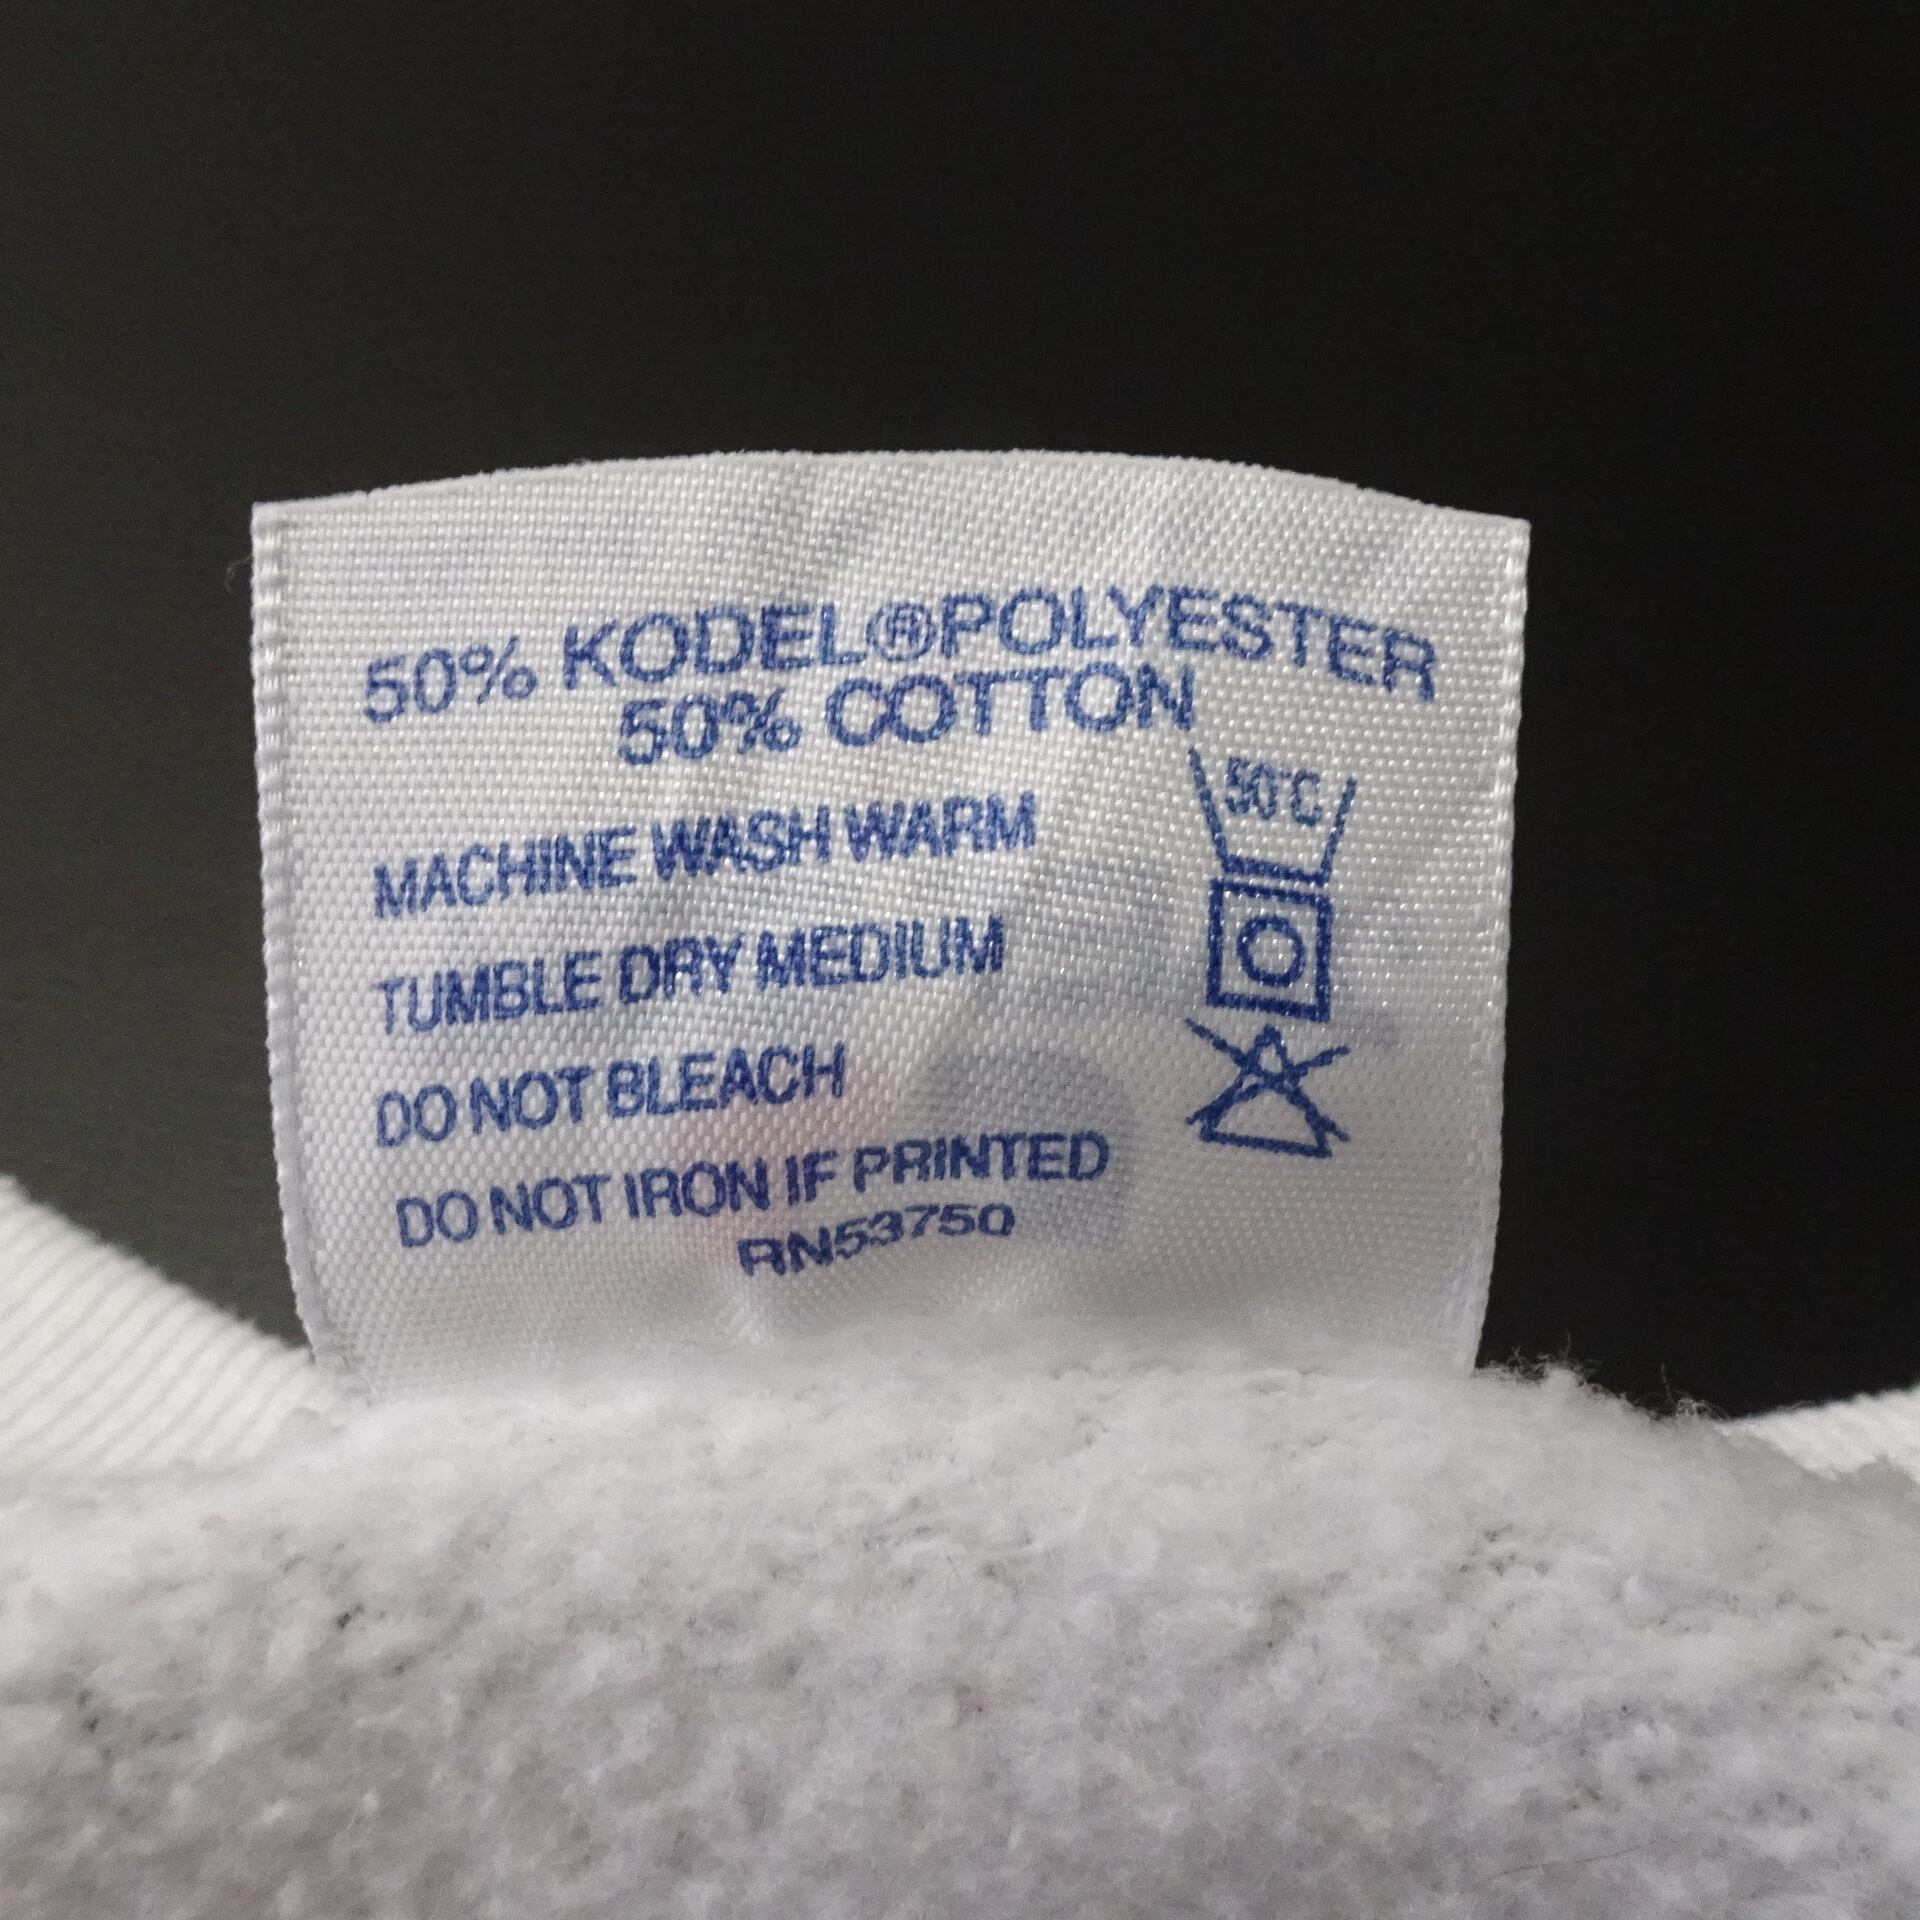 50% KODEL®POLYESTER
50% COTTON
50°C
MACHINE WASH WARM
TUMBLE DRY MEDIUM
DO NOT BLEACH
DO NOT IRON IF PRINTED
RN53750